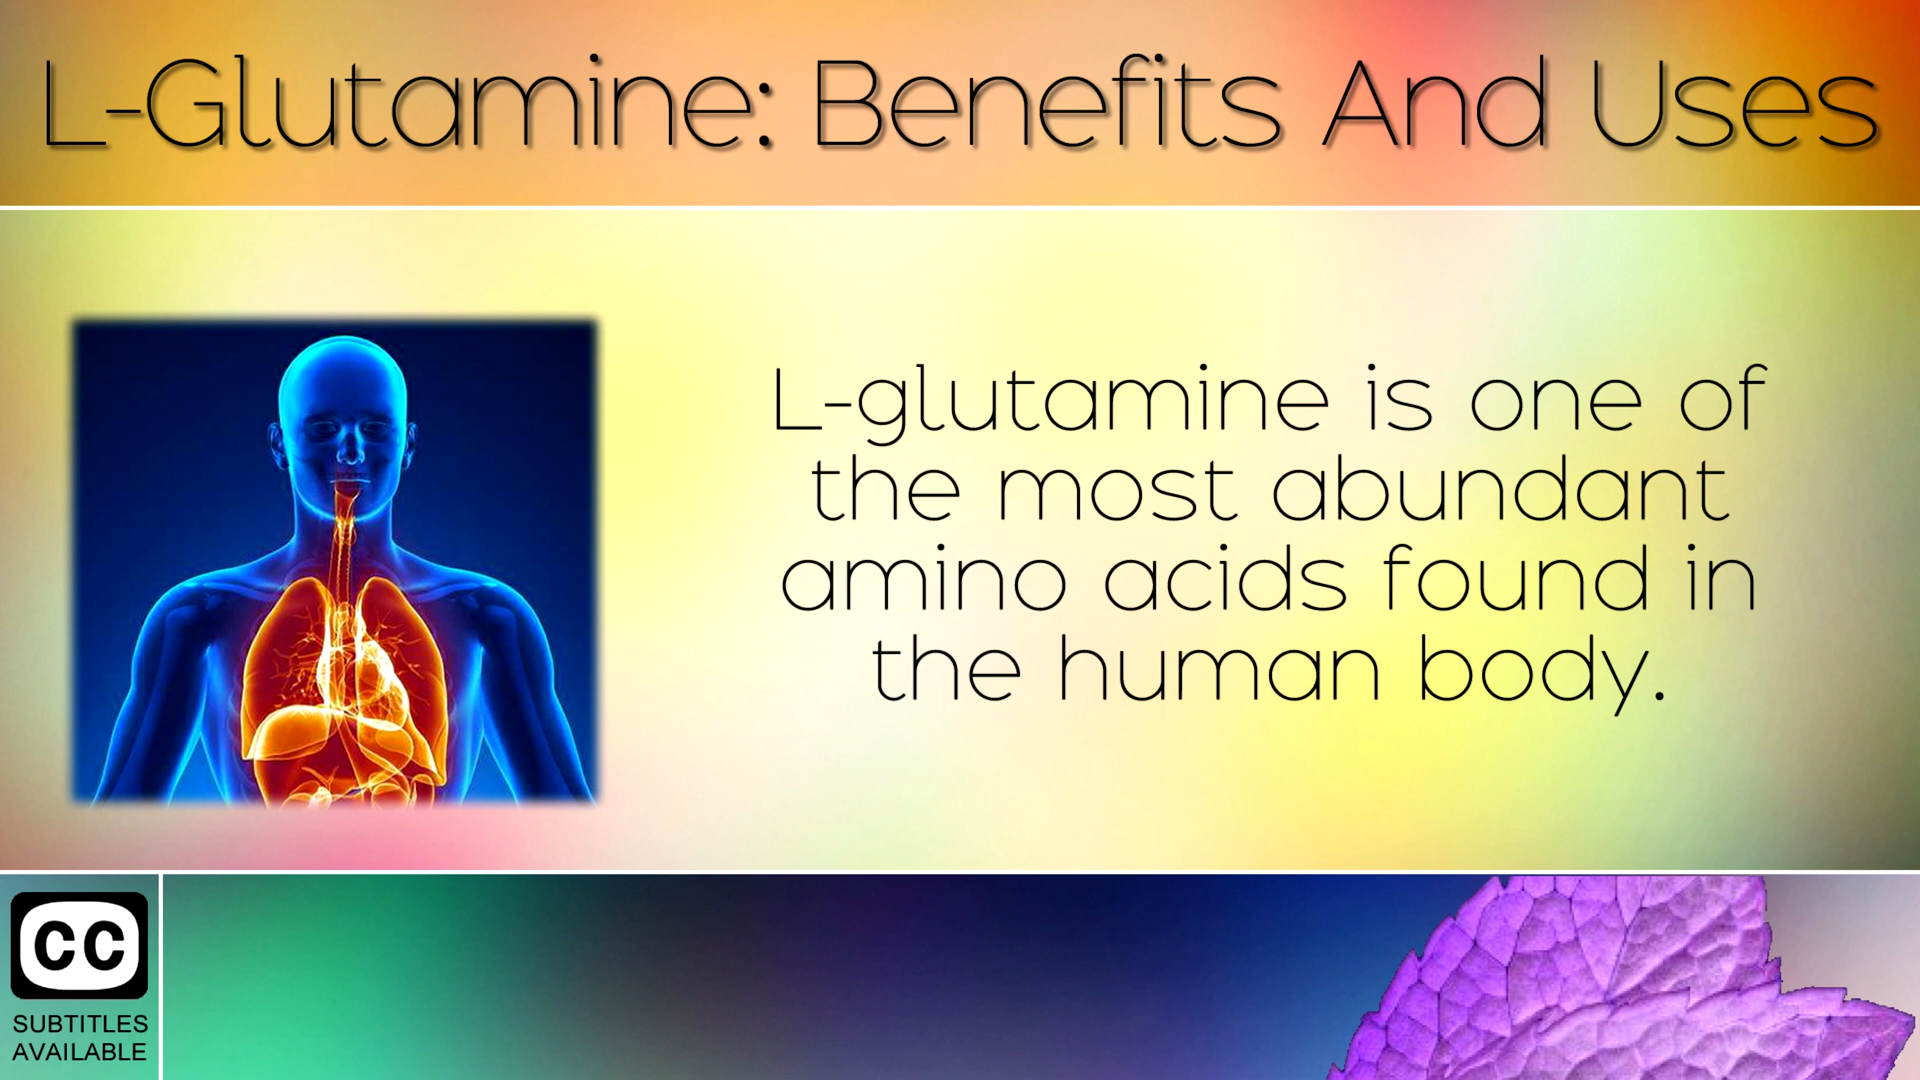 L-Glutamine: Benefits And Uses
L-glutamine is one of
the most abundant
amino acids found in
the human body.
CC
SUBTITLES
AVAILABLE